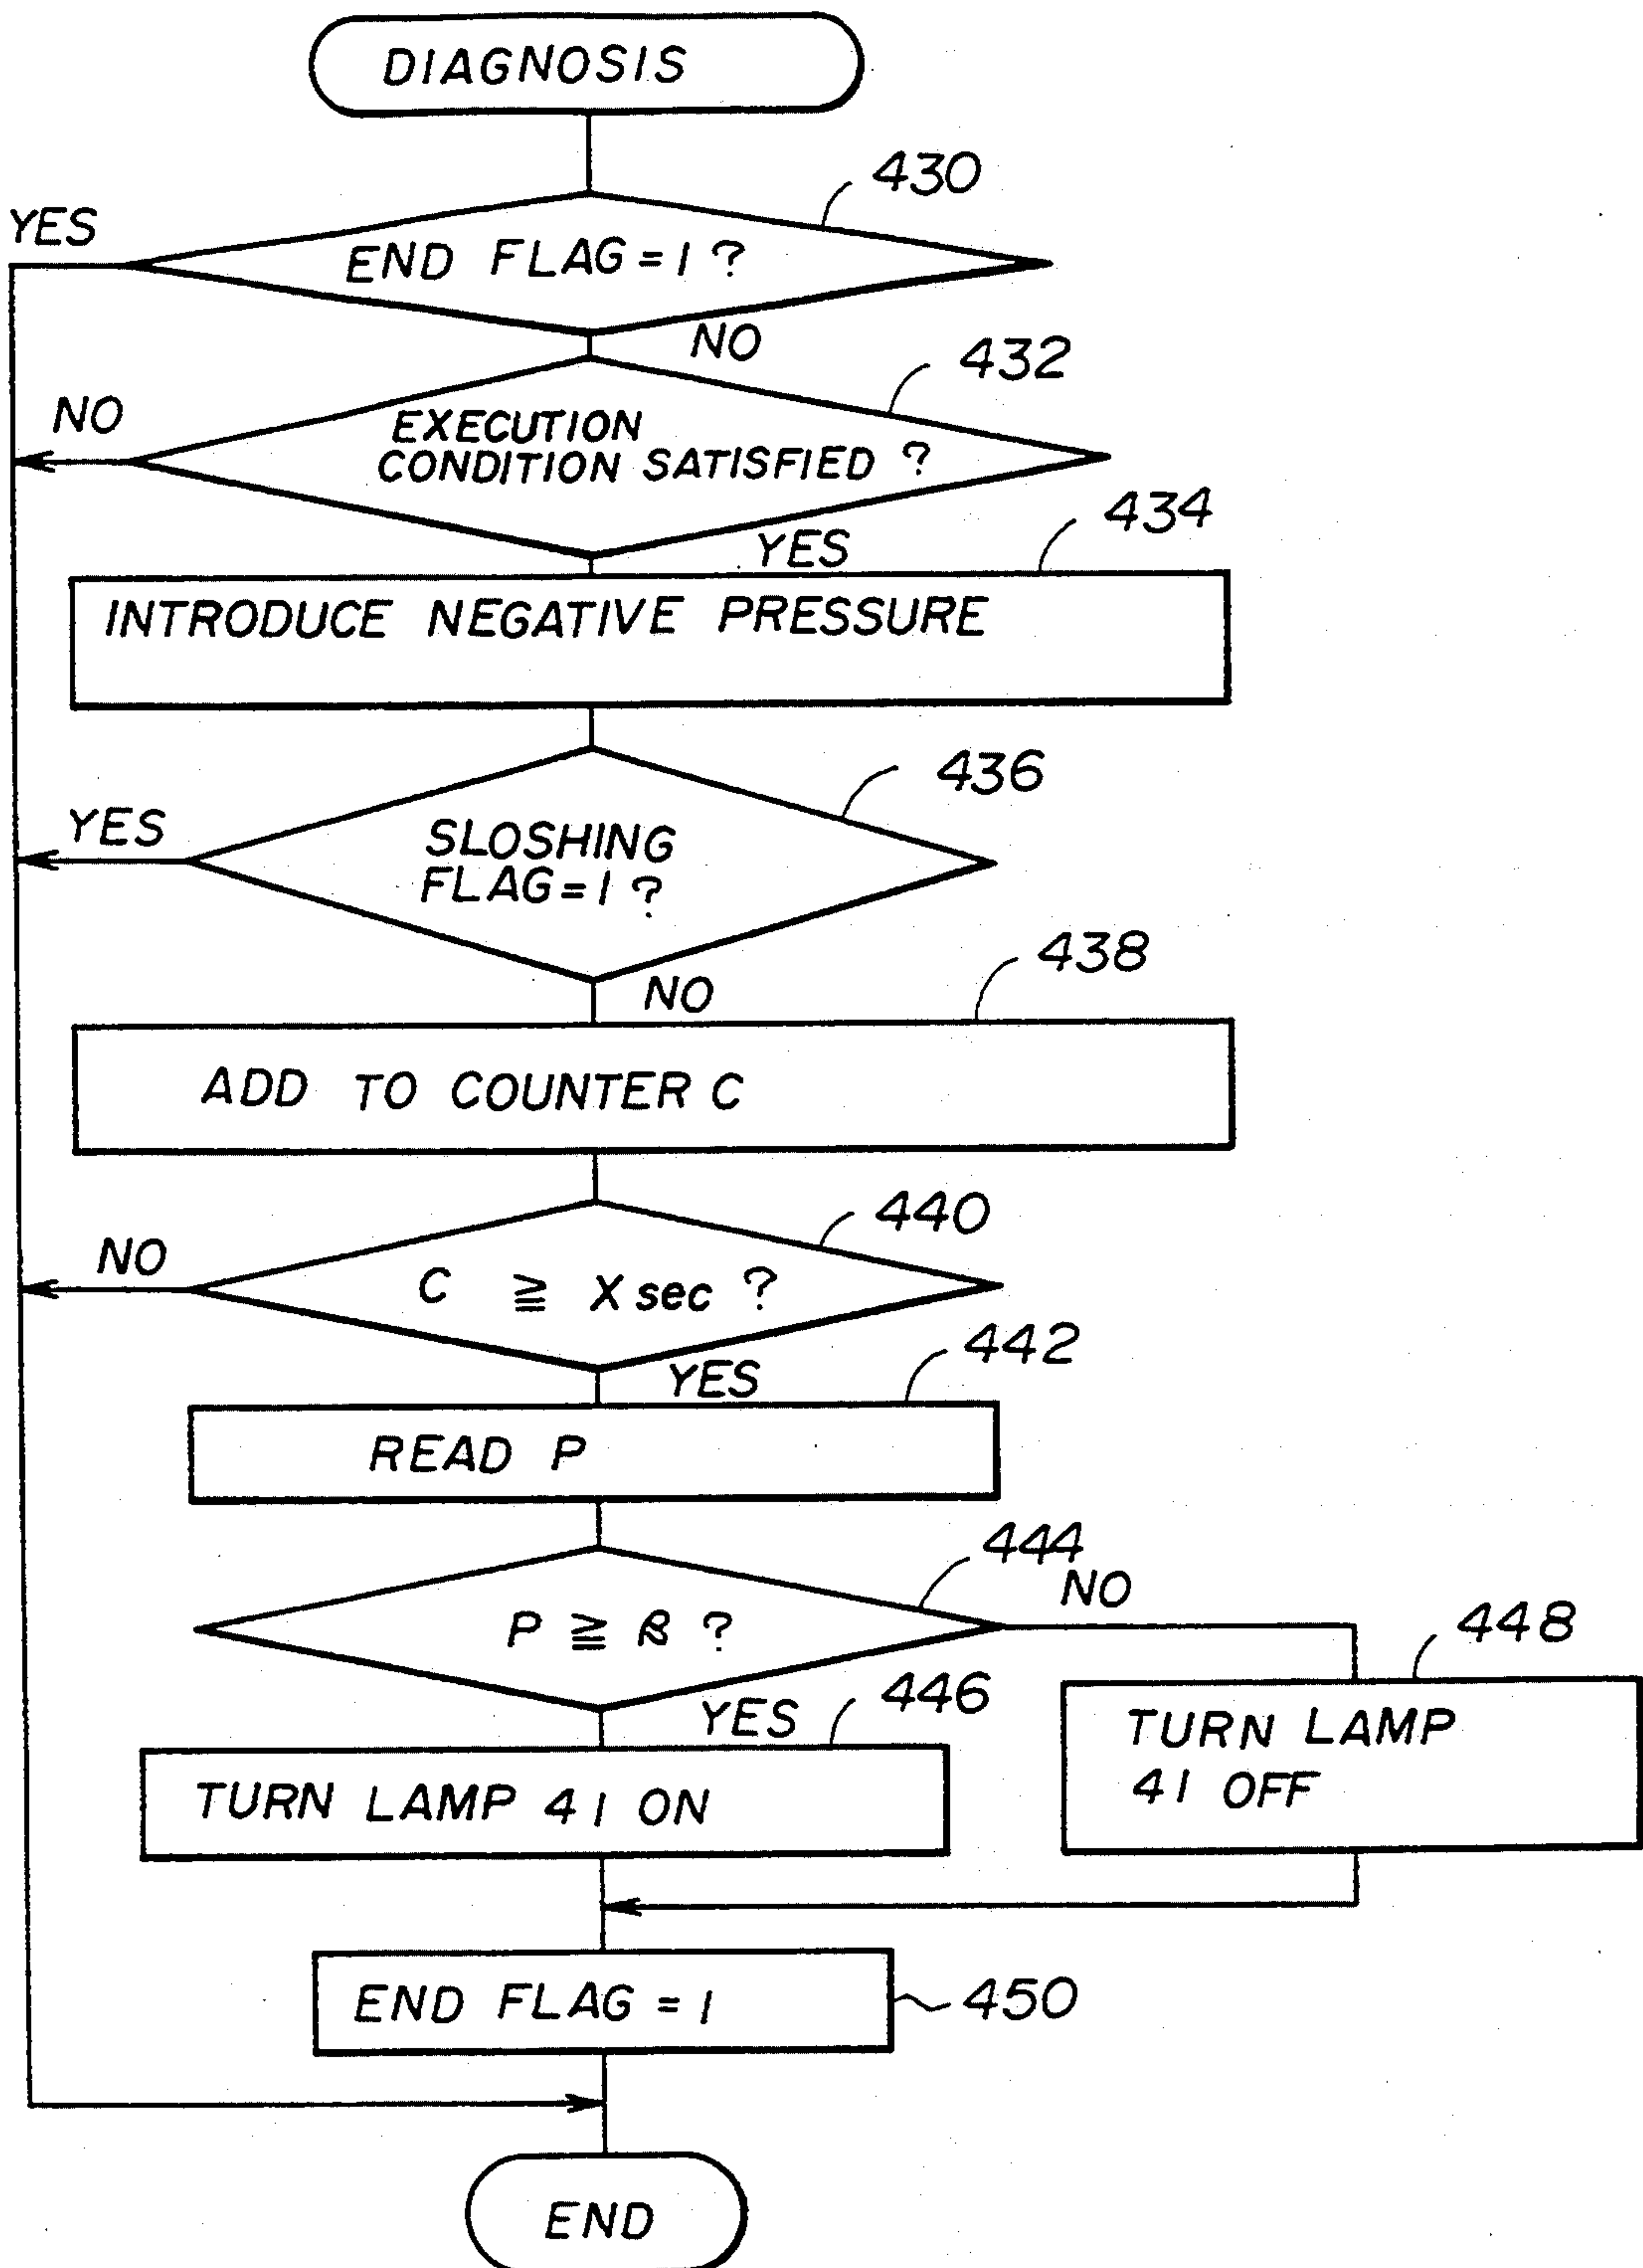 DIAGNOSIS
430
YES
END FLAG = 1 ?
NO
432
NO
EXECUTION
CONDITION SATISFIED ?
YES
434
INTRODUCE NEGATIVE PRESSURE
436
YES
SLOSHING
FLAG = 1 ?
NO
438
ADD TO COUNTER C
440
NO
C ≧ X sec ?
YES
442
READ P
444
NO
P ≧ β ?
448
YES
446
TURN LAMP
41 OFF
TURN LAMP 41 ON
END FLAG = 1
450
END